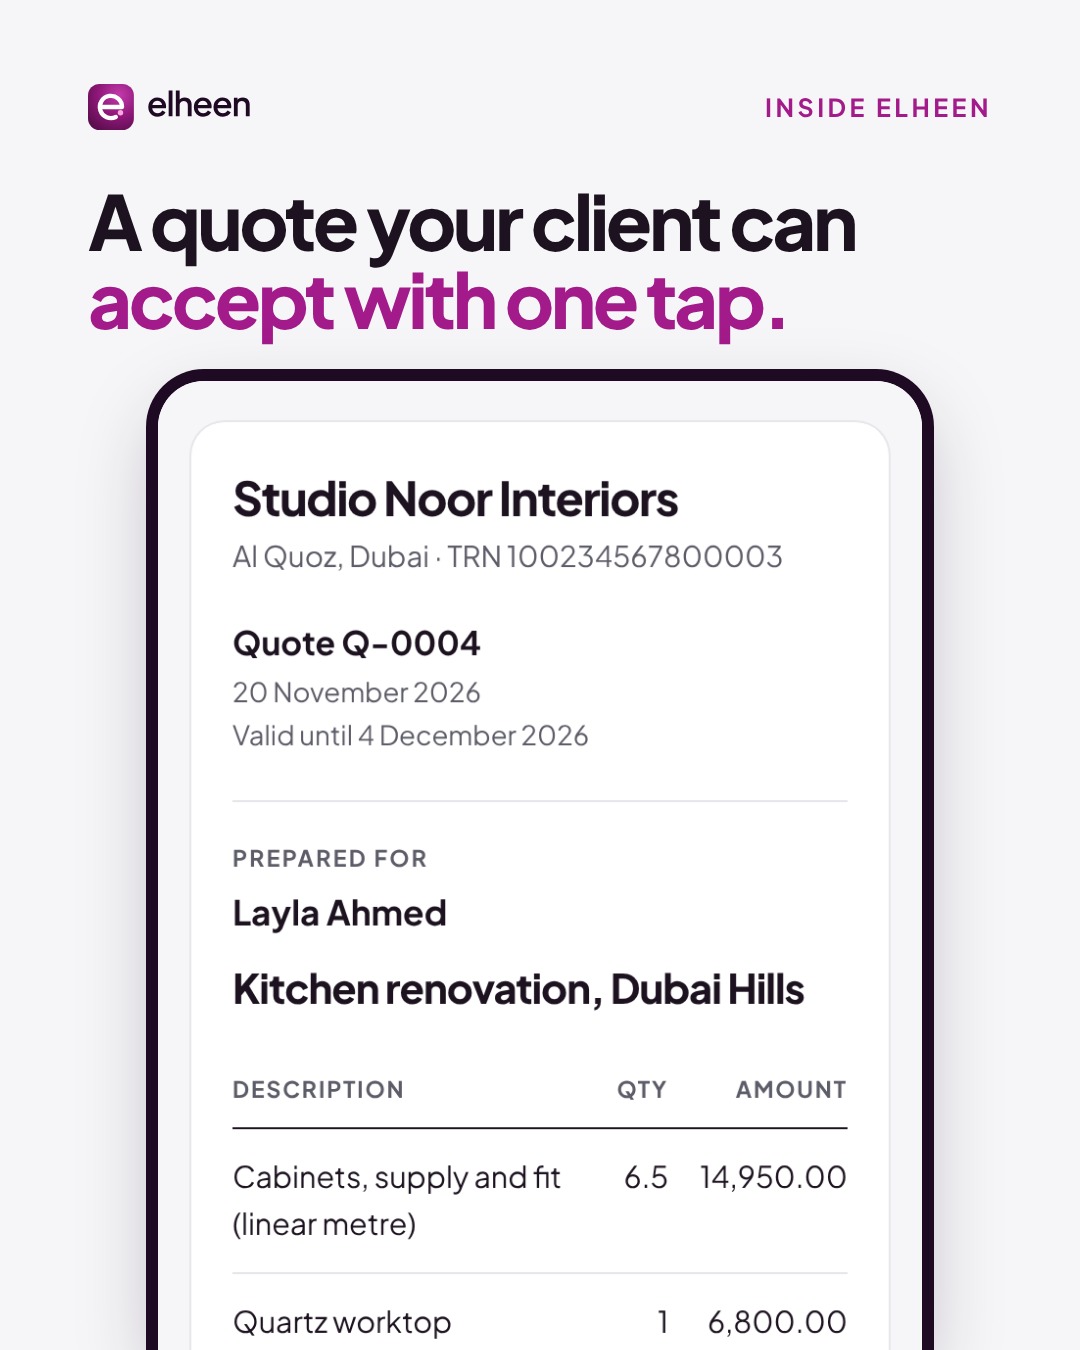 elheen
INSIDE ELHEEN
A quote your client can
accept with one tap.
Studio Noor Interiors
Al Quoz, Dubai · TRN 100234567800003
Quote Q-0004
20 November 2026
Valid until 4 December 2026
PREPARED FOR
Layla Ahmed
Kitchen renovation, Dubai Hills
DESCRIPTION QTY AMOUNT
Cabinets, supply and fit 6.5 14,950.00
(linear metre)
Quartz worktop 1 6,800.00